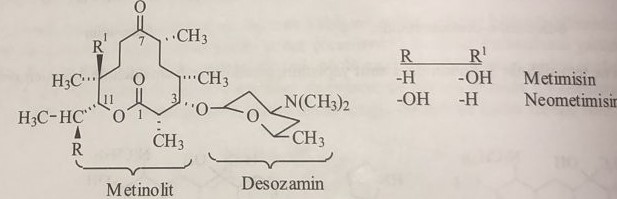 O
R¹
7
CH₃
H₃C
O
CH₃
R R¹
-H -OH Metimisin
-OH -H Neometimisin
11
3
H₃C-HC
O
1
O
O
N(CH₃)₂
R
CH₃
CH₃
Metinolit
Desozamin